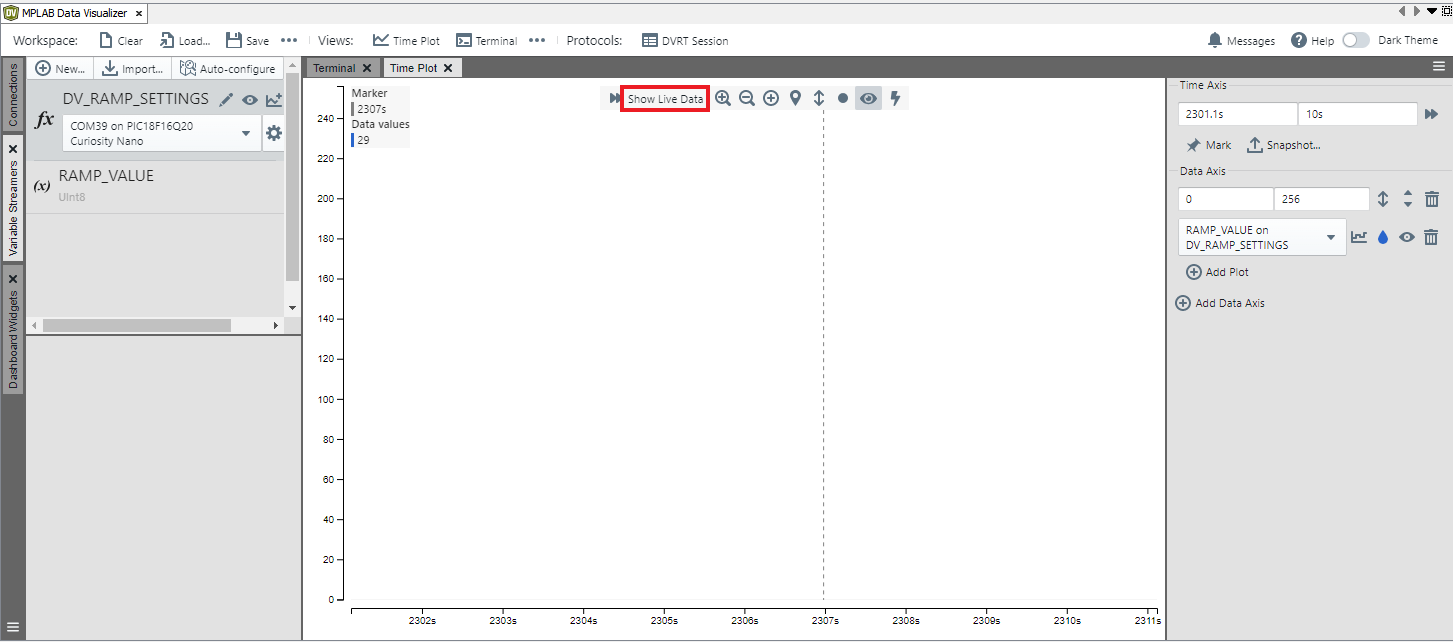 MPLAB Data Visualizer
Workspace: Clear Load... Save Views: Time Plot Terminal Protocols: DVRT Session Messages Help Dark Theme
Connections
Variable Streamers
Dashboard Widgets
New... Import... Auto-configure
fx DV_RAMP_SETTINGS
COM39 on PIC18F16Q20
Curiosity Nano
(x) RAMP_VALUE
UInt8
Terminal Time Plot
Marker
2307s
Data values
29
Show Live Data
240
220
200
180
160
140
120
100
80
60
40
20
0
2302s 2303s 2304s 2305s 2306s 2307s 2308s 2309s 2310s 2311s
Time Axis
2301.1s 10s
Mark Snapshot...
Data Axis
0 256
RAMP_VALUE on
DV_RAMP_SETTINGS
Add Plot
Add Data Axis